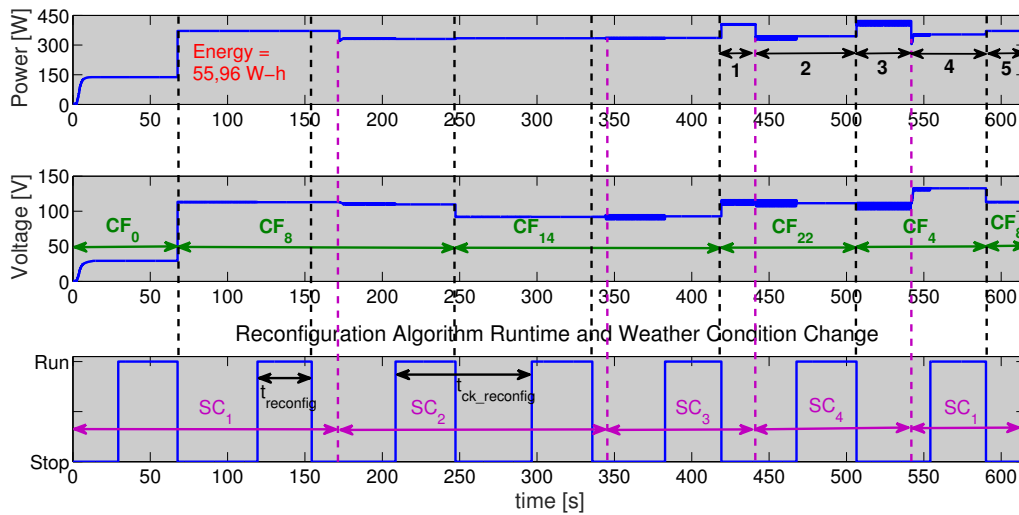 450
300
150
0
Power [W]
Energy =
55,96 W-h
1 2 3 4 5
0 50 100 150 200 250 300 350 400 450 500 550 600
150
100
50
0
Voltage [V]
CF0 CF8 CF14 CF22 CF4 CF8
0 50 100 150 200 250 300 350 400 450 500 550 600
Reconfiguration Algorithm Runtime and Weather Condition Change
Run
t_reconfig t_ck_reconfig
SC1 SC2 SC3 SC4 SC1
Stop
0 50 100 150 200 250 300 350 400 450 500 550 600
time [s]